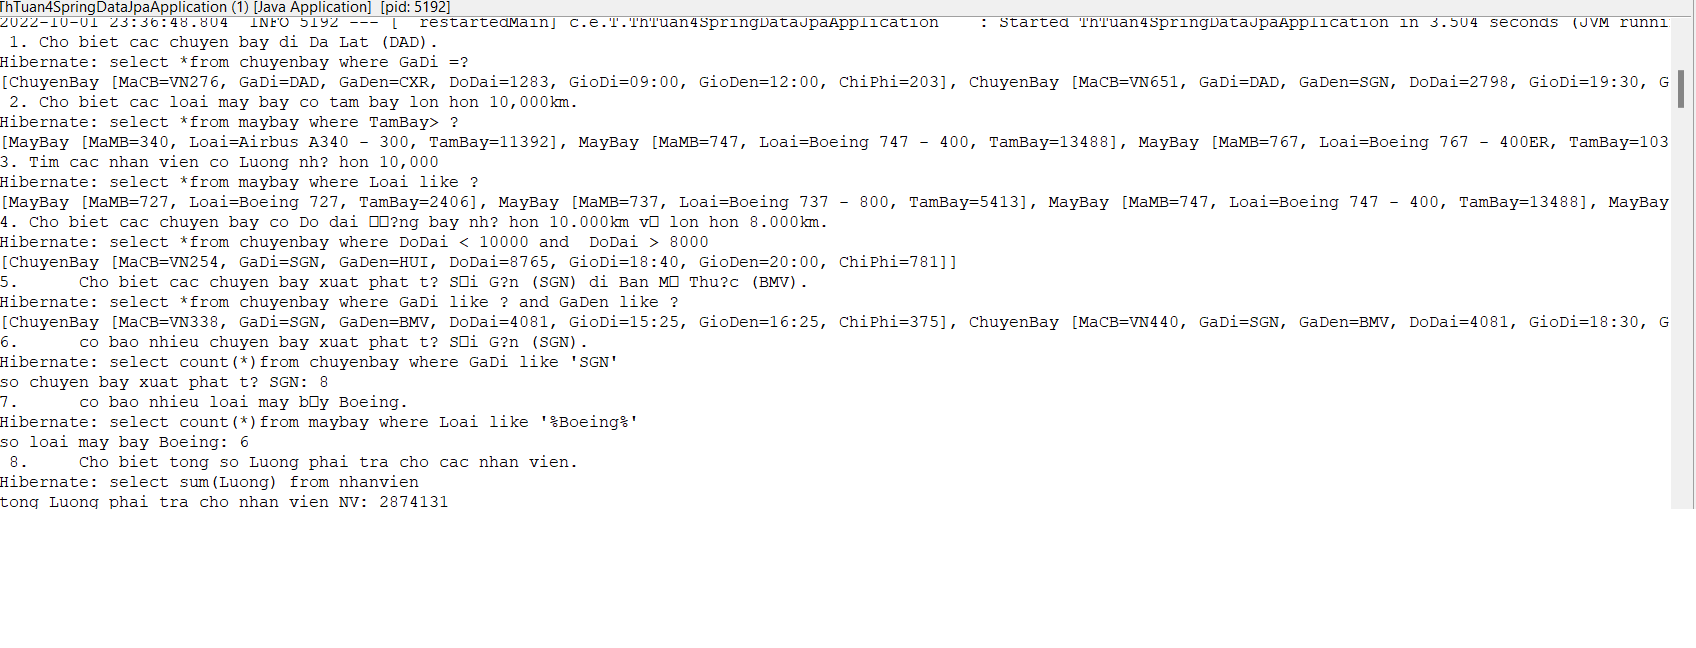 ThTuan4SpringDataJpaApplication (1) [Java Application] [pid: 5192]
2022-10-01 23:36:48.804  INFO 5192 --- [  restartedMain] c.e.T.ThTuan4SpringDataJpaApplication    : Started ThTuan4SpringDataJpaApplication in 3.504 seconds (JVM runni
 1. Cho biet cac chuyen bay di Da Lat (DAD).
Hibernate: select *from chuyenbay where GaDi =?
[ChuyenBay [MaCB=VN276, GaDi=DAD, GaDen=CXR, DoDai=1283, GioDi=09:00, GioDen=12:00, ChiPhi=203], ChuyenBay [MaCB=VN651, GaDi=DAD, GaDen=SGN, DoDai=2798, GioDi=19:30, G
 2. Cho biet cac loai may bay co tam bay lon hon 10,000km.
Hibernate: select *from maybay where TamBay> ?
[MayBay [MaMB=340, Loai=Airbus A340 - 300, TamBay=11392], MayBay [MaMB=747, Loai=Boeing 747 - 400, TamBay=13488], MayBay [MaMB=767, Loai=Boeing 767 - 400ER, TamBay=103
3. Tim cac nhan vien co Luong nh? hon 10,000
Hibernate: select *from maybay where Loai like ?
[MayBay [MaMB=727, Loai=Boeing 727, TamBay=2406], MayBay [MaMB=737, Loai=Boeing 737 - 800, TamBay=5413], MayBay [MaMB=747, Loai=Boeing 747 - 400, TamBay=13488], MayBay
4. Cho biet cac chuyen bay co Do dai □□?ng bay nh? hon 10.000km v□ lon hon 8.000km.
Hibernate: select *from chuyenbay where DoDai < 10000 and  DoDai > 8000
[ChuyenBay [MaCB=VN254, GaDi=SGN, GaDen=HUI, DoDai=8765, GioDi=18:40, GioDen=20:00, ChiPhi=781]]
5.      Cho biet cac chuyen bay xuat phat t? S□i G?n (SGN) di Ban M□ Thu?c (BMV).
Hibernate: select *from chuyenbay where GaDi like ? and GaDen like ?
[ChuyenBay [MaCB=VN338, GaDi=SGN, GaDen=BMV, DoDai=4081, GioDi=15:25, GioDen=16:25, ChiPhi=375], ChuyenBay [MaCB=VN440, GaDi=SGN, GaDen=BMV, DoDai=4081, GioDi=18:30, G
6.      co bao nhieu chuyen bay xuat phat t? S□i G?n (SGN).
Hibernate: select count(*)from chuyenbay where GaDi like 'SGN'
so chuyen bay xuat phat t? SGN: 8
7.      co bao nhieu loai may b□y Boeing.
Hibernate: select count(*)from maybay where Loai like '%Boeing%'
so loai may bay Boeing: 6
 8.     Cho biet tong so Luong phai tra cho cac nhan vien.
Hibernate: select sum(Luong) from nhanvien
tong Luong phai tra cho nhan vien NV: 2874131